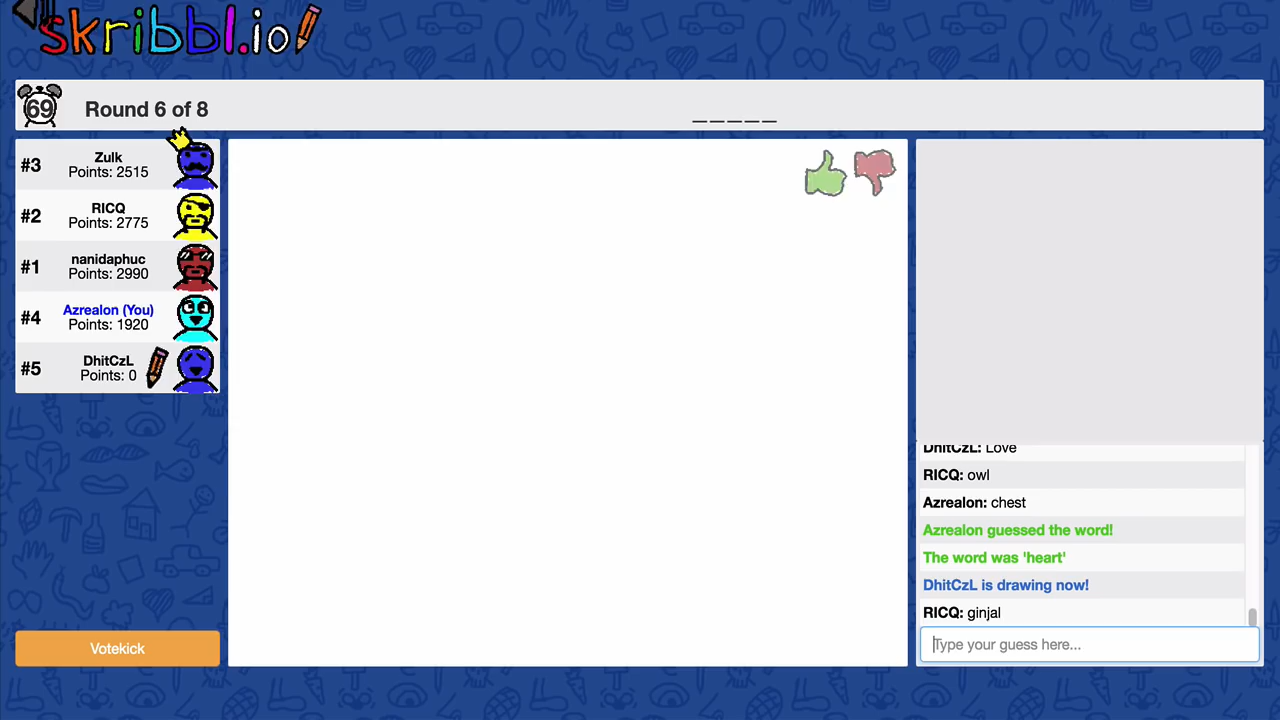 skribbl.io
69
Round 6 of 8
_____
#3
Zulk
Points: 2515
#2
RICQ
Points: 2775
#1
nanidaphuc
Points: 2990
#4
Azrealon (You)
Points: 1920
#5
DhitCzL
Points: 0
Votekick
DhitCzL: Love
RICQ: owl
Azrealon: chest
Azrealon guessed the word!
The word was 'heart'
DhitCzL is drawing now!
RICQ: ginjal
Type your guess here...